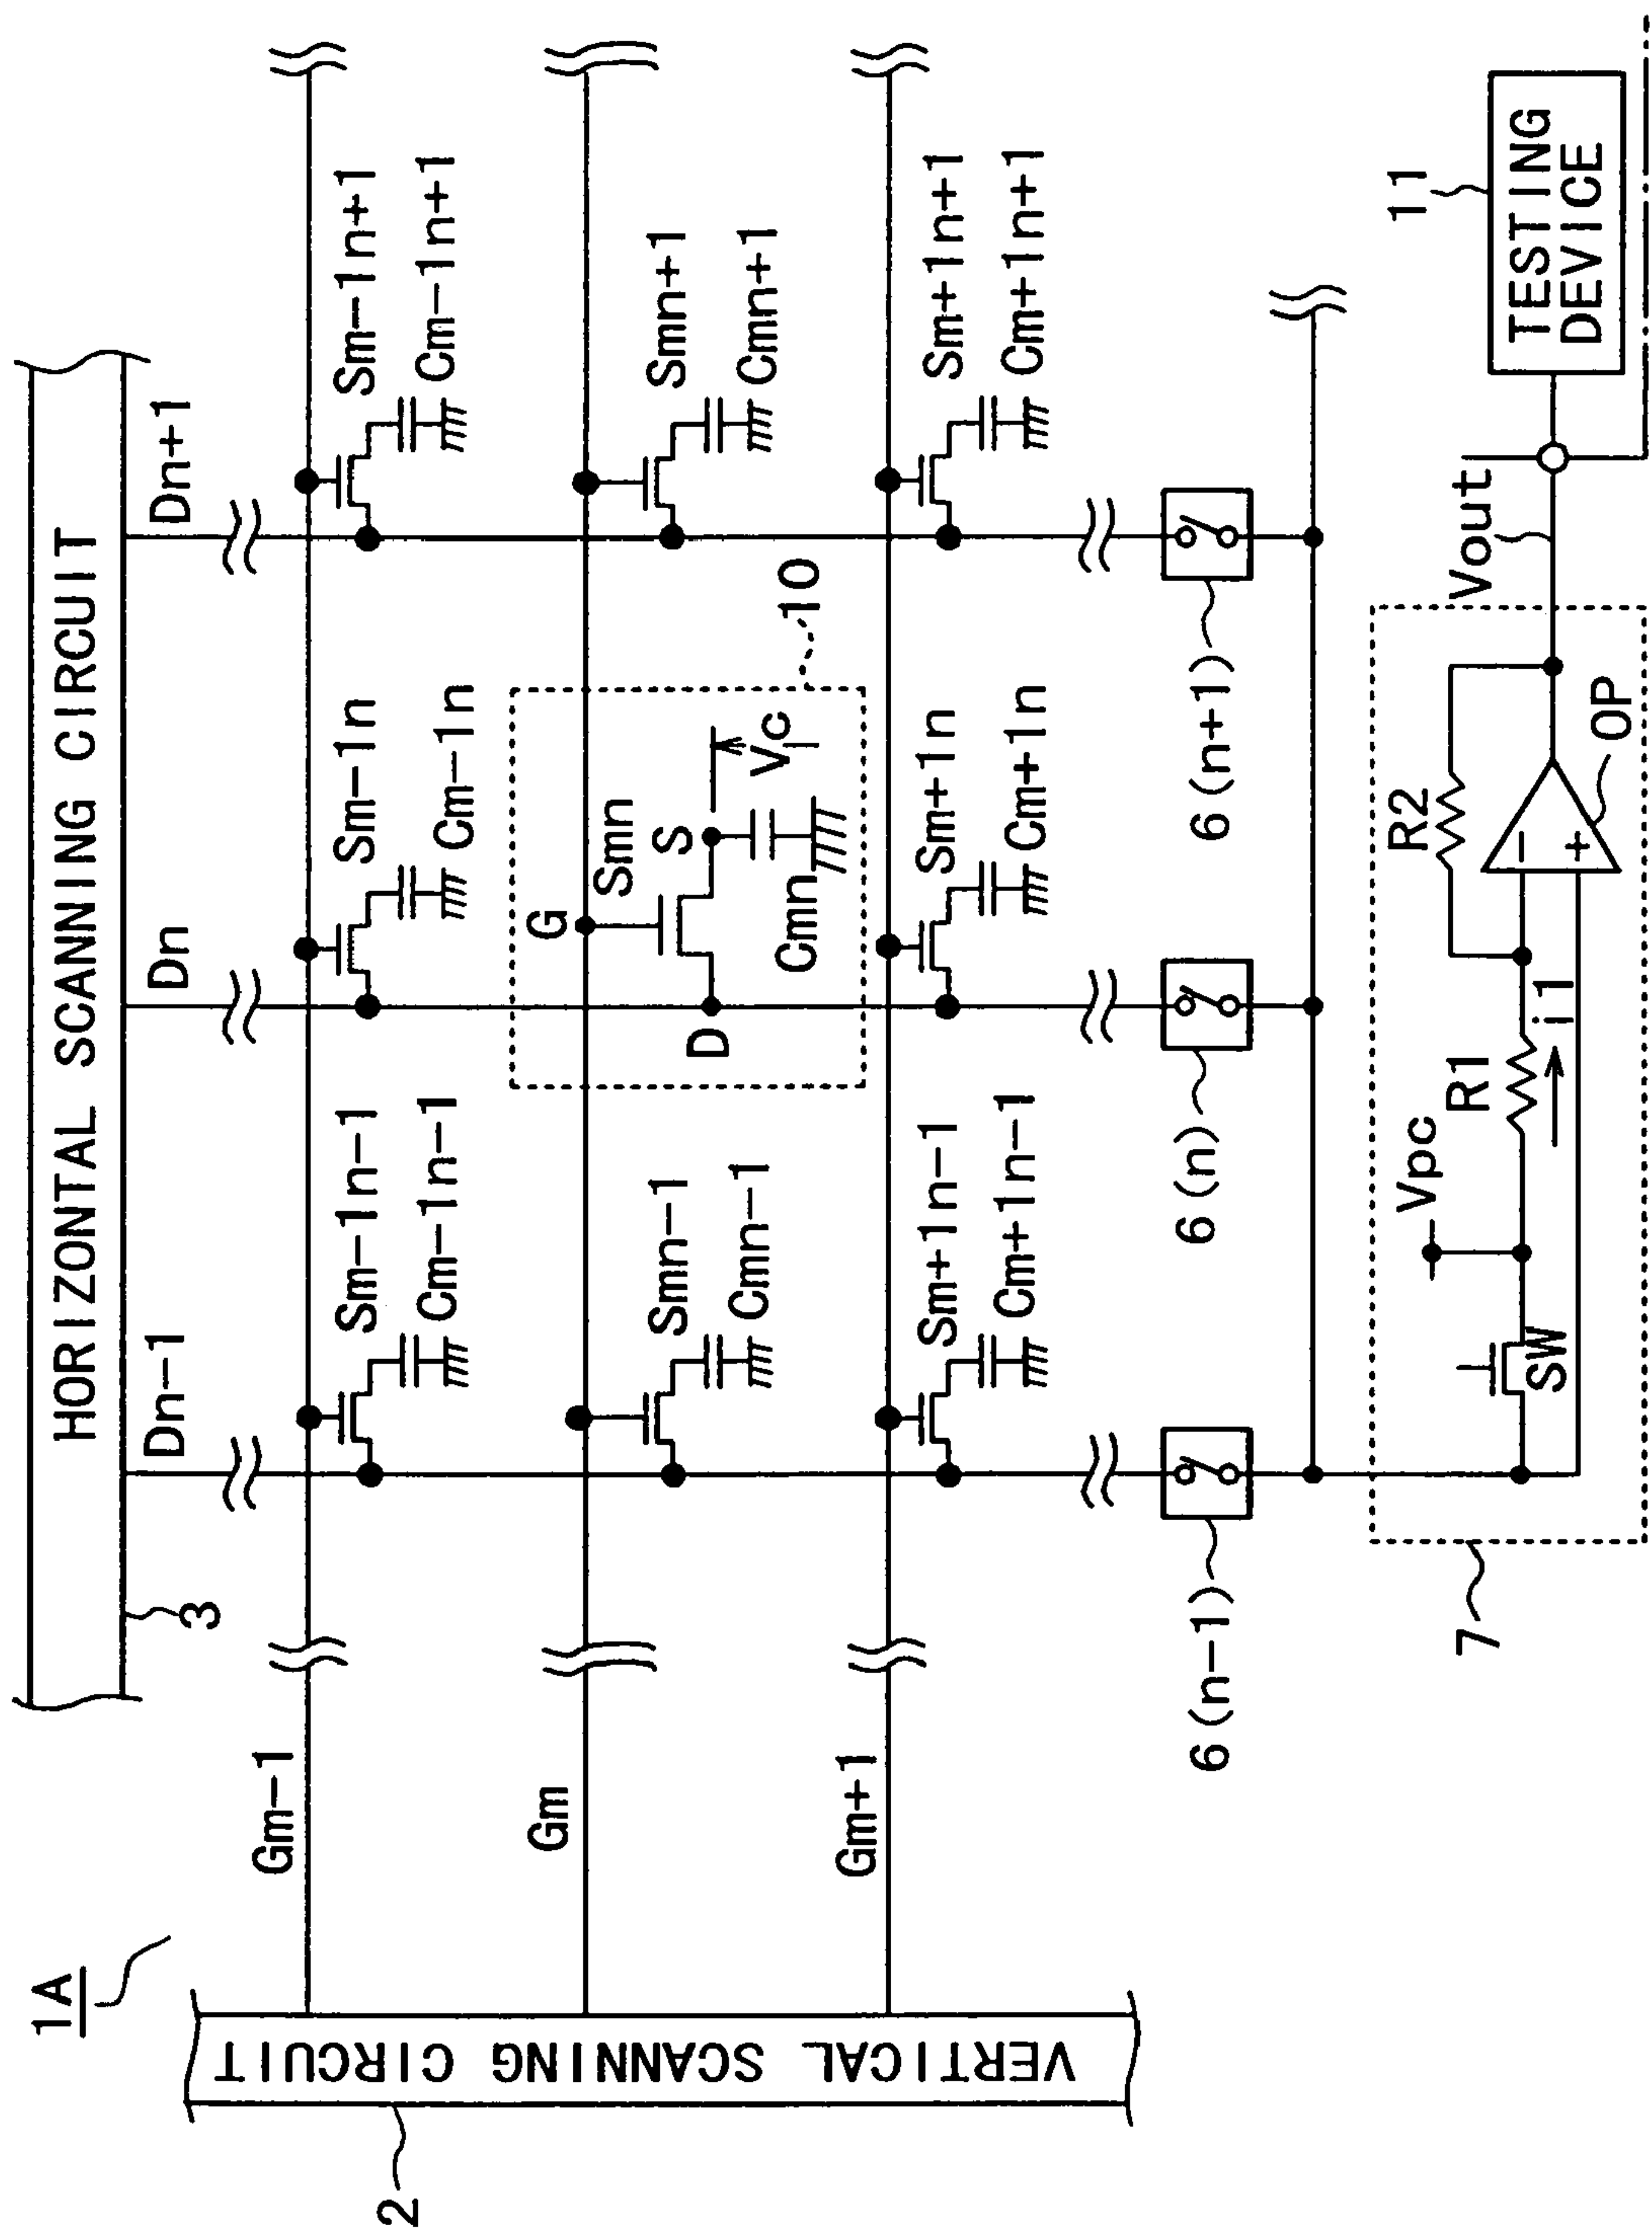 1A
HORIZONTAL SCANNING CIRCUIT
3
Dn-1
Dn
Dn+1
VERTICAL SCANNING CIRCUIT
2
Gm-1
Sm-1n-1
Cm-1n-1
Sm-1n
Cm-1n
Sm-1n+1
Cm-1n+1
Gm
Smn-1
Cmn-1
G
Smn
S
D
Cmn
Vc
10
Smn+1
Cmn+1
Gm+1
Sm+1n-1
Cm+1n-1
Sm+1n
Cm+1n
Sm+1n+1
Cm+1n+1
6(n-1)
6(n)
6(n+1)
7
SW
Vpc
R1
i1
R2
-
+
OP
Vout
11
TESTING
DEVICE